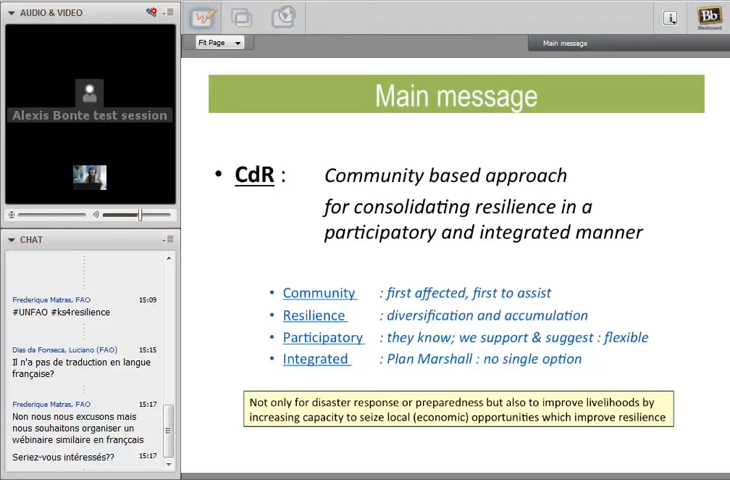 AUDIO & VIDEO
Alexis Bonte test session
CHAT
Frederique Matras, FAO 15:09
#UNFAO #ks4resilience
Dias da Fonseca, Luciano (FAO) 15:15
Il n'a pas de traduction en langue
française?
Frederique Matras, FAO 15:17
Non nous nous excusons mais
nous souhaitons organiser un
wébinaire similaire en français
Seriez-vous intéressés?? 15:17
Fit Page
Main message
i
Bb
Blackboard
Main message
• CdR : Community based approach
for consolidating resilience in a
participatory and integrated manner
• Community : first affected, first to assist
• Resilience : diversification and accumulation
• Participatory : they know; we support & suggest : flexible
• Integrated : Plan Marshall : no single option
Not only for disaster response or preparedness but also to improve livelihoods by
increasing capacity to seize local (economic) opportunities which improve resilience